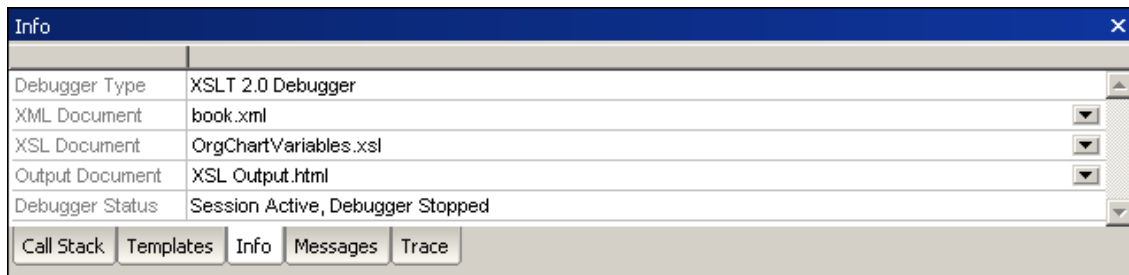 Info
Debugger Type XSLT 2.0 Debugger
XML Document book.xml
XSL Document OrgChartVariables.xsl
Output Document XSL Output.html
Debugger Status Session Active, Debugger Stopped
Call Stack Templates Info Messages Trace